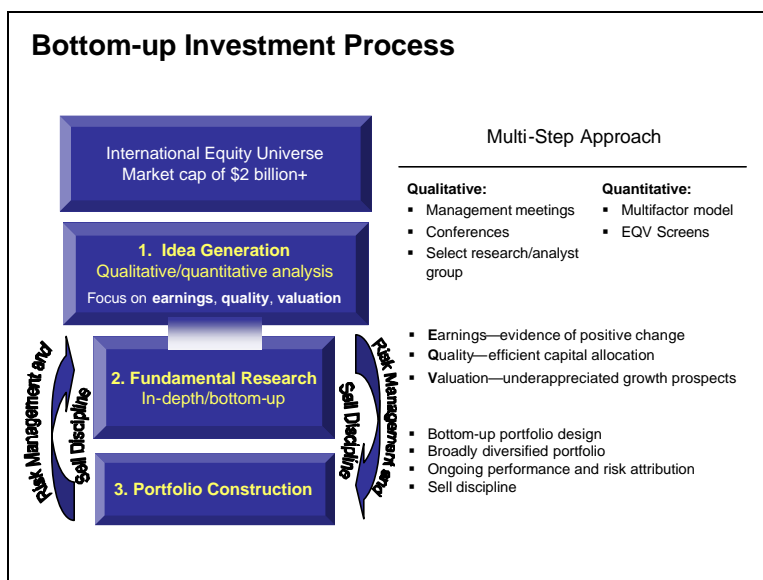 Bottom-up Investment Process
International Equity Universe
Market cap of $2 billion+
1. Idea Generation
Qualitative/quantitative analysis
Focus on earnings, quality, valuation
Risk Management and
Sell Discipline
2. Fundamental Research
In-depth/bottom-up
Risk Management and
Sell Discipline
3. Portfolio Construction
Multi-Step Approach
Qualitative:
▪ Management meetings
▪ Conferences
▪ Select research/analyst
group
Quantitative:
▪ Multifactor model
▪ EQV Screens
▪ Earnings—evidence of positive change
▪ Quality—efficient capital allocation
▪ Valuation—underappreciated growth prospects
▪ Bottom-up portfolio design
▪ Broadly diversified portfolio
▪ Ongoing performance and risk attribution
▪ Sell discipline